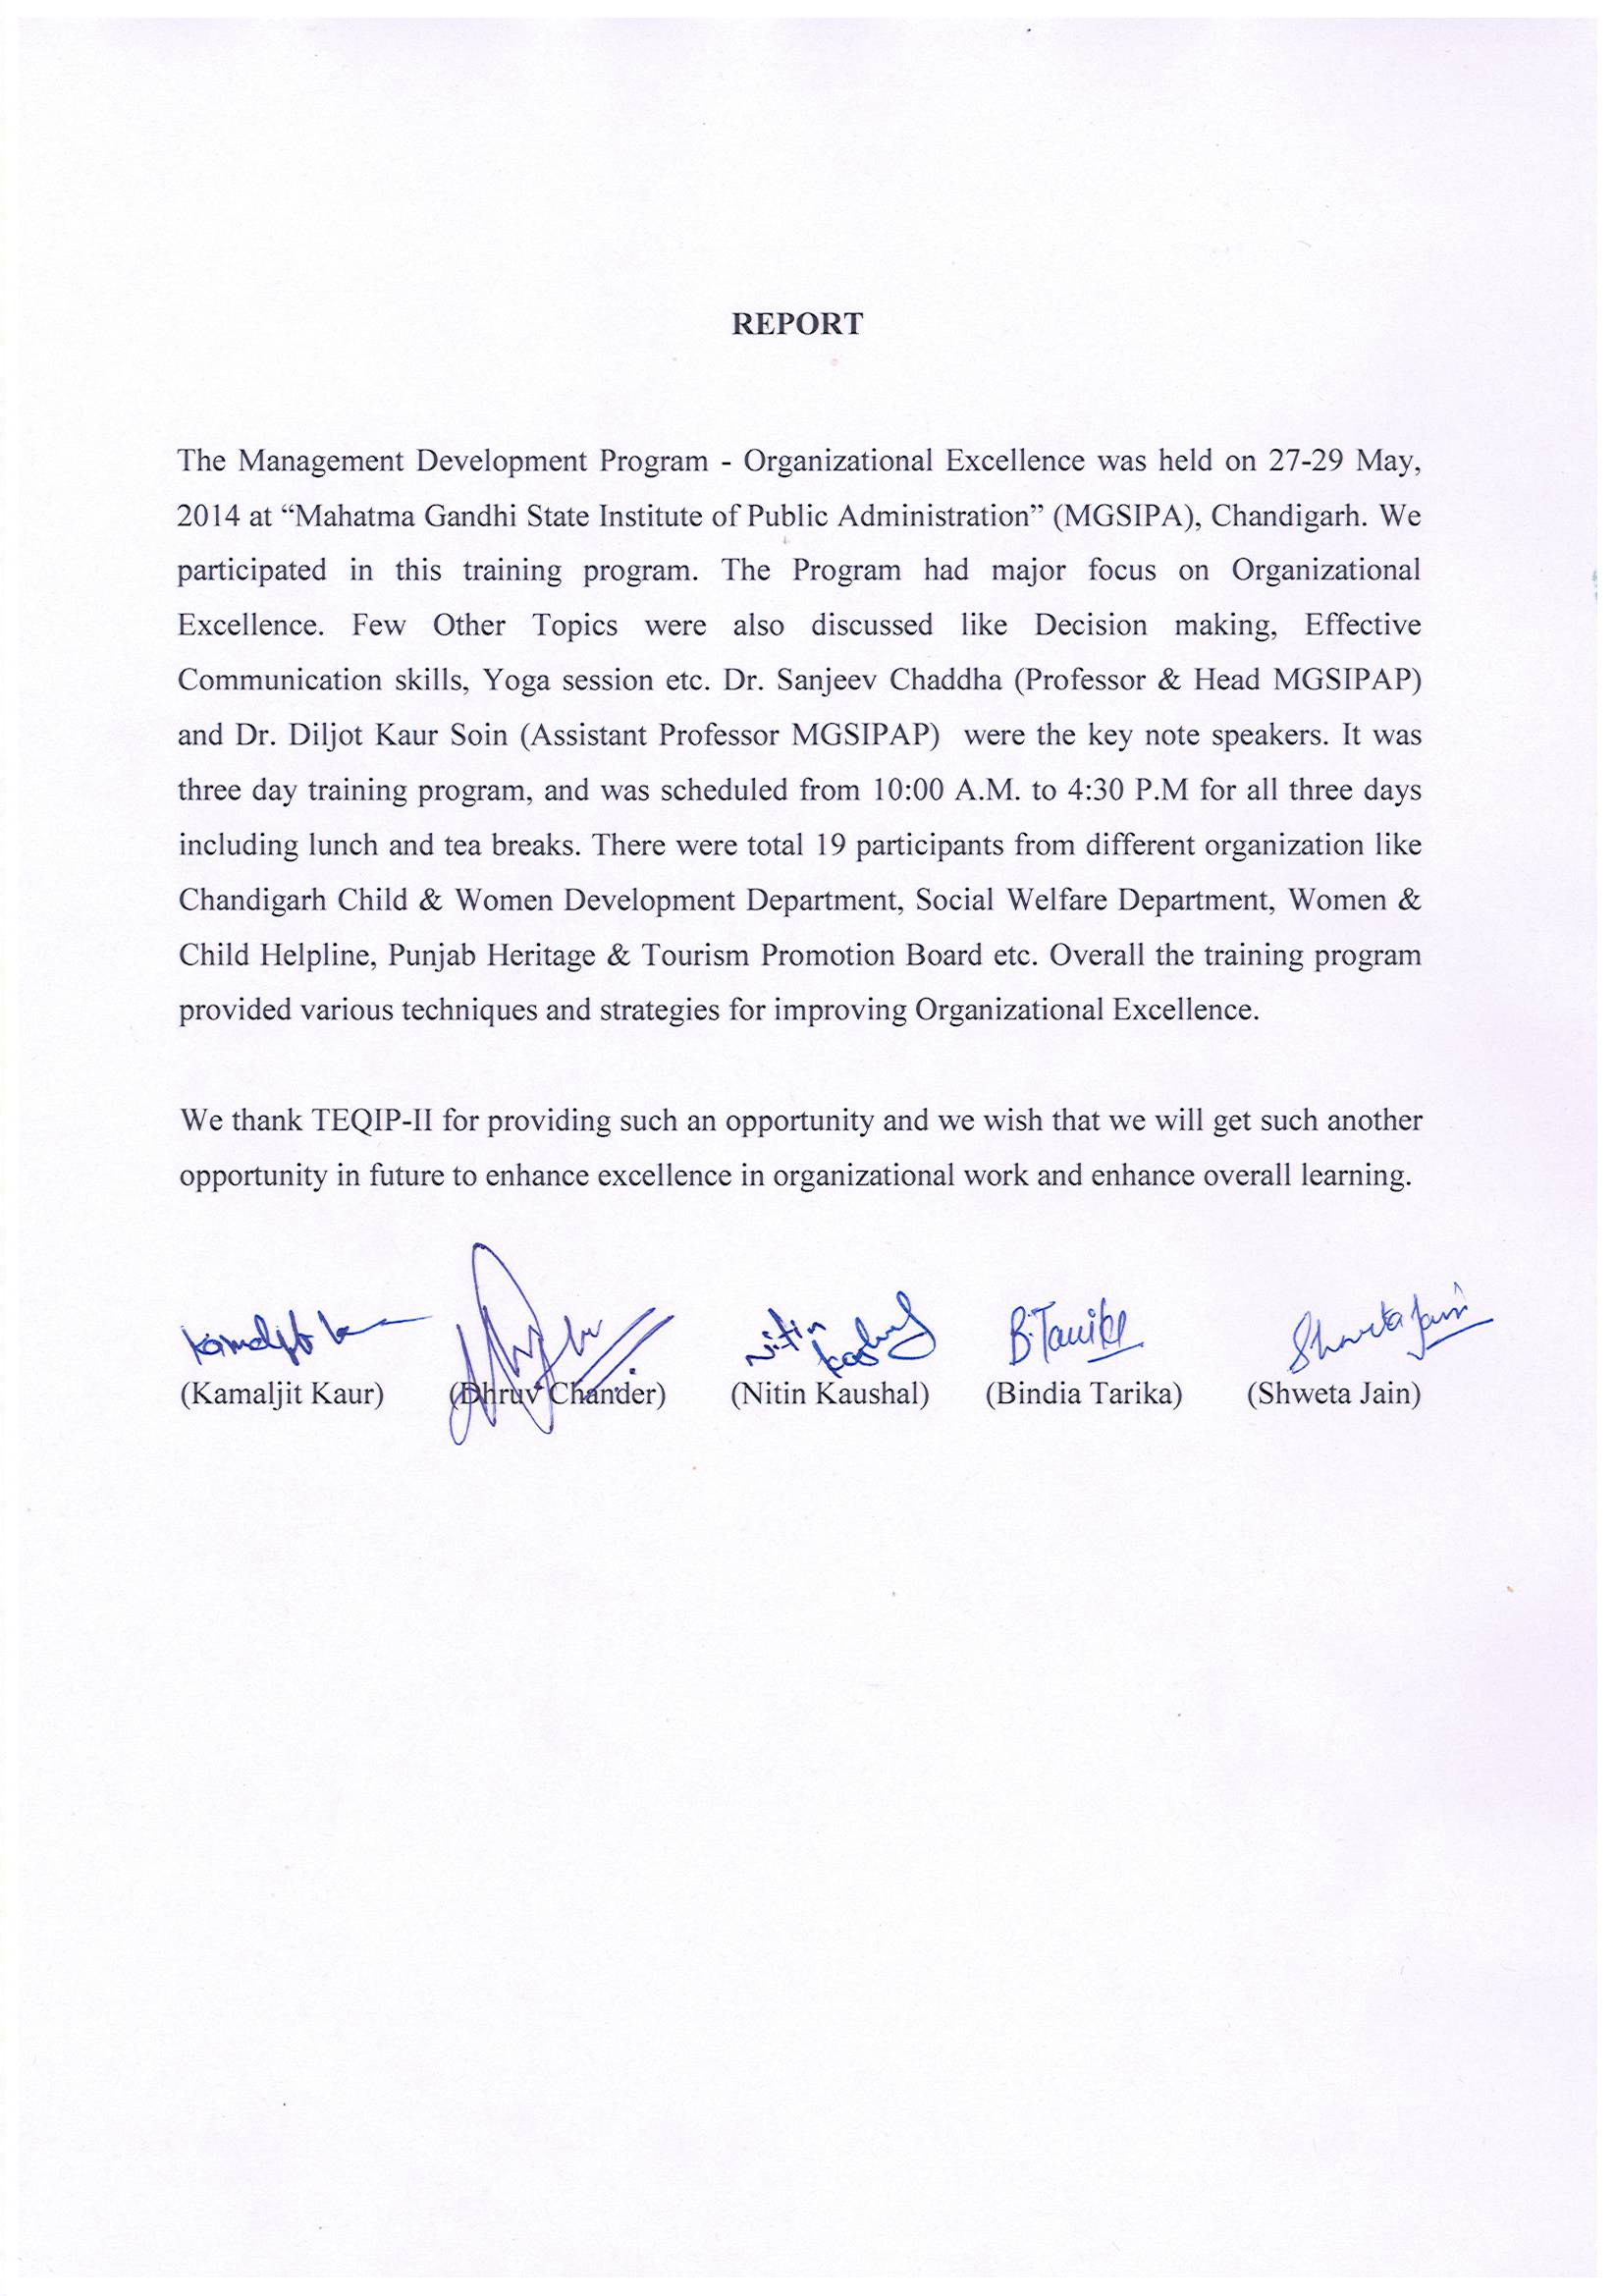 REPORT
The Management Development Program - Organizational Excellence was held on 27-29 May,
2014 at “Mahatma Gandhi State Institute of Public Administration” (MGSIPA), Chandigarh. We
participated in this training program. The Program had major focus on Organizational
Excellence. Few Other Topics were also discussed like Decision making, Effective
Communication skills, Yoga session etc. Dr. Sanjeev Chaddha (Professor & Head MGSIPAP)
and Dr. Diljot Kaur Soin (Assistant Professor MGSIPAP)  were the key note speakers. It was
three day training program, and was scheduled from 10:00 A.M. to 4:30 P.M for all three days
including lunch and tea breaks. There were total 19 participants from different organization like
Chandigarh Child & Women Development Department, Social Welfare Department, Women &
Child Helpline, Punjab Heritage & Tourism Promotion Board etc. Overall the training program
provided various techniques and strategies for improving Organizational Excellence.
We thank TEQIP-II for providing such an opportunity and we wish that we will get such another
opportunity in future to enhance excellence in organizational work and enhance overall learning.
Kamaljit Nitin B.Tarika Shweta Jain
(Kamaljit Kaur) (Dhruv Chander) (Nitin Kaushal) (Bindia Tarika) (Shweta Jain)